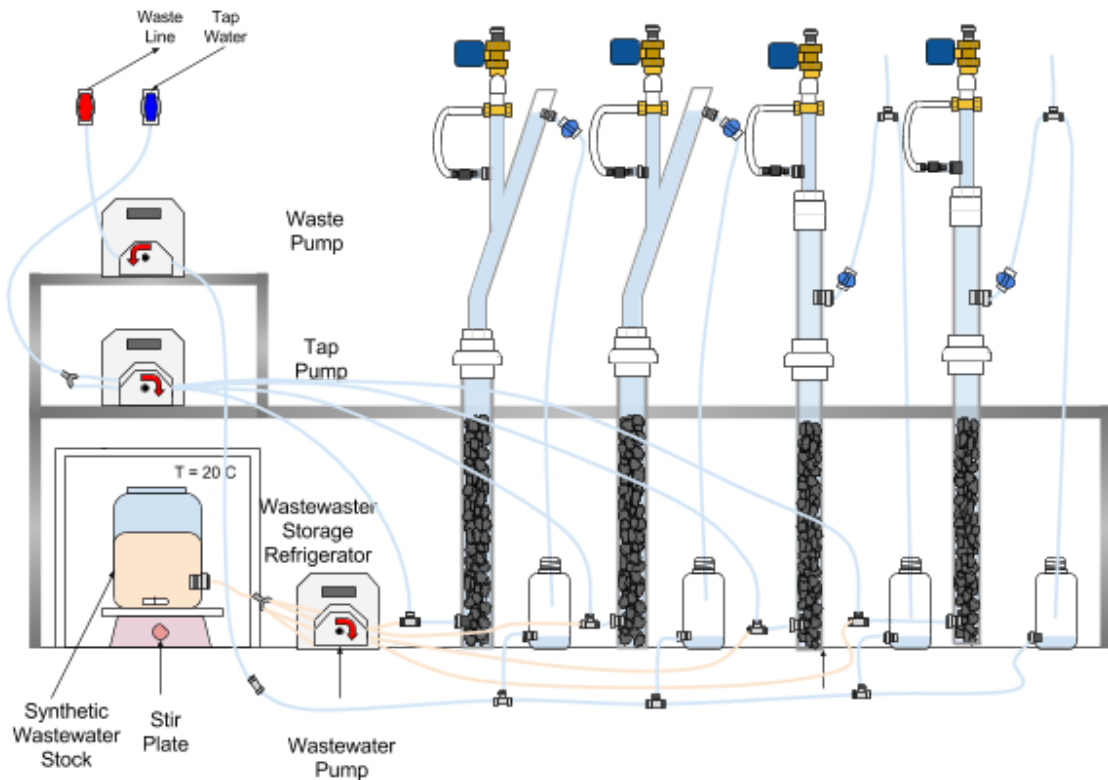 Waste
Line
Tap
Water
Waste
Pump
Tap
Pump
T = 20 C
Wastewaster
Storage
Refrigerator
Synthetic
Wastewater
Stock
Stir
Plate
Wastewater
Pump